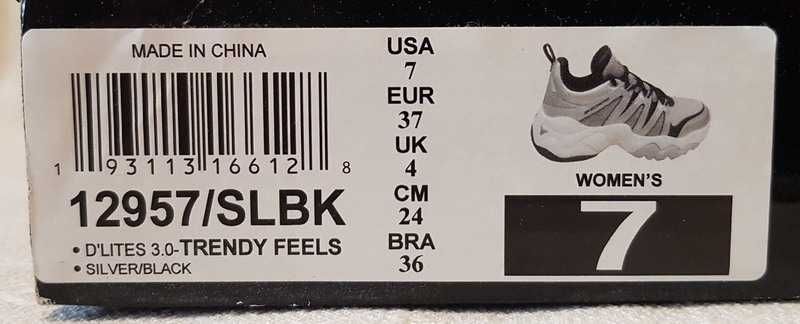 MADE IN CHINA
1 93113 16612 8
12957/SLBK
• D'LITES 3.0-TRENDY FEELS
• SILVER/BLACK
USA
7
EUR
37
UK
4
CM
24
BRA
36
WOMEN'S
7